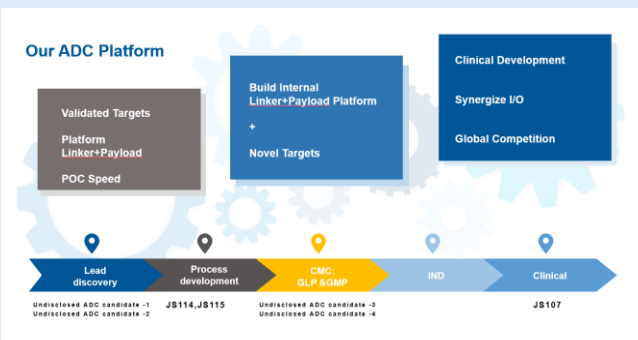 Our ADC Platform
Validated Targets
Platform
Linker+Payload
POC Speed
Build Internal
Linker+Payload Platform
+
Novel Targets
Clinical Development
Synergize I/O
Global Competition
Lead
discovery
Process
development
CMC:
GLP &GMP
IND
Clinical
Undisclosed ADC candidate -1
Undisclosed ADC candidate -2
JS114,JS115
Undisclosed ADC candidate -3
Undisclosed ADC candidate -4
JS107